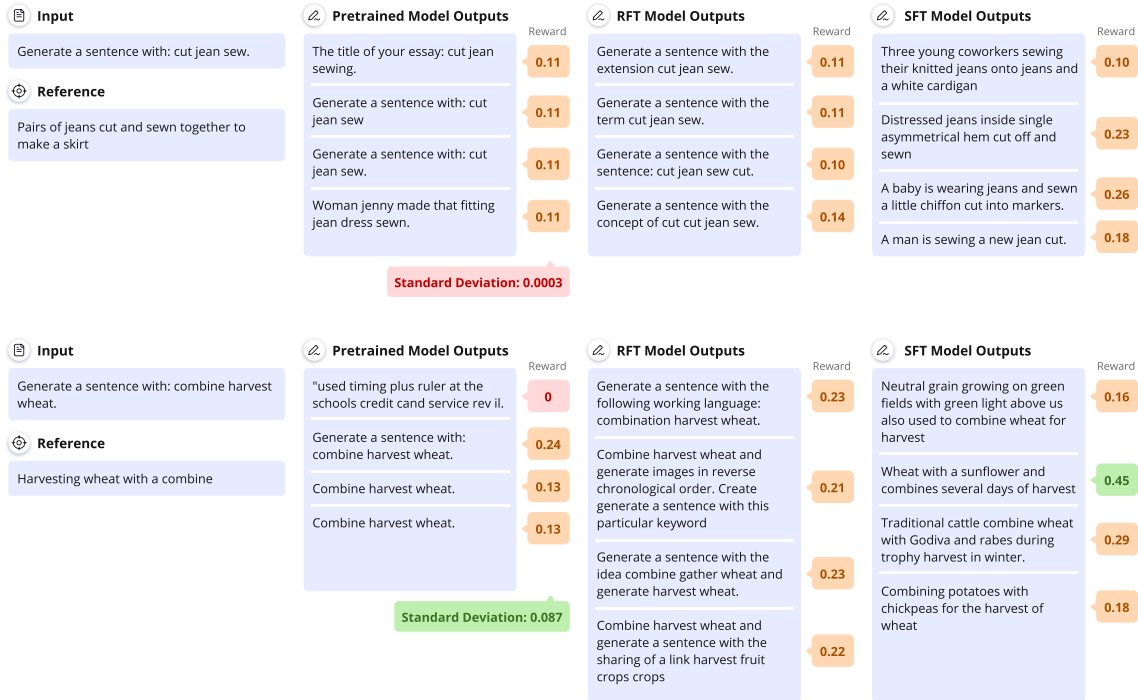 Input
Generate a sentence with: cut jean sew.
Reference
Pairs of jeans cut and sewn together to
make a skirt
Pretrained Model Outputs
Reward
The title of your essay: cut jean
sewing.
0.11
Generate a sentence with: cut
jean sew
0.11
Generate a sentence with: cut
jean sew.
0.11
Woman jenny made that fitting
jean dress sewn.
0.11
Standard Deviation: 0.0003
RFT Model Outputs
Reward
Generate a sentence with the
extension cut jean sew.
0.11
Generate a sentence with the
term cut jean sew.
0.11
Generate a sentence with the
sentence: cut jean sew cut.
0.10
Generate a sentence with the
concept of cut cut jean sew.
0.14
SFT Model Outputs
Reward
Three young coworkers sewing
their knitted jeans onto jeans and
a white cardigan
0.10
Distressed jeans inside single
asymmetrical hem cut off and
sewn
0.23
A baby is wearing jeans and sewn
a little chiffon cut into markers.
0.26
A man is sewing a new jean cut.
0.18
Input
Generate a sentence with: combine harvest
wheat.
Reference
Harvesting wheat with a combine
Pretrained Model Outputs
Reward
"used timing plus ruler at the
schools credit cand service rev il.
0
Generate a sentence with:
combine harvest wheat.
0.24
Combine harvest wheat.
0.13
Combine harvest wheat.
0.13
Standard Deviation: 0.087
RFT Model Outputs
Reward
Generate a sentence with the
following working language:
combination harvest wheat.
0.23
Combine harvest wheat and
generate images in reverse
chronological order. Create
generate a sentence with this
particular keyword
0.21
Generate a sentence with the
idea combine gather wheat and
generate harvest wheat.
0.23
Combine harvest wheat and
generate a sentence with the
sharing of a link harvest fruit
crops crops
0.22
SFT Model Outputs
Reward
Neutral grain growing on green
fields with green light above us
also used to combine wheat for
harvest
0.16
Wheat with a sunflower and
combines several days of harvest
0.45
Traditional cattle combine wheat
with Godiva and rabes during
trophy harvest in winter.
0.29
Combining potatoes with
chickpeas for the harvest of
wheat
0.18